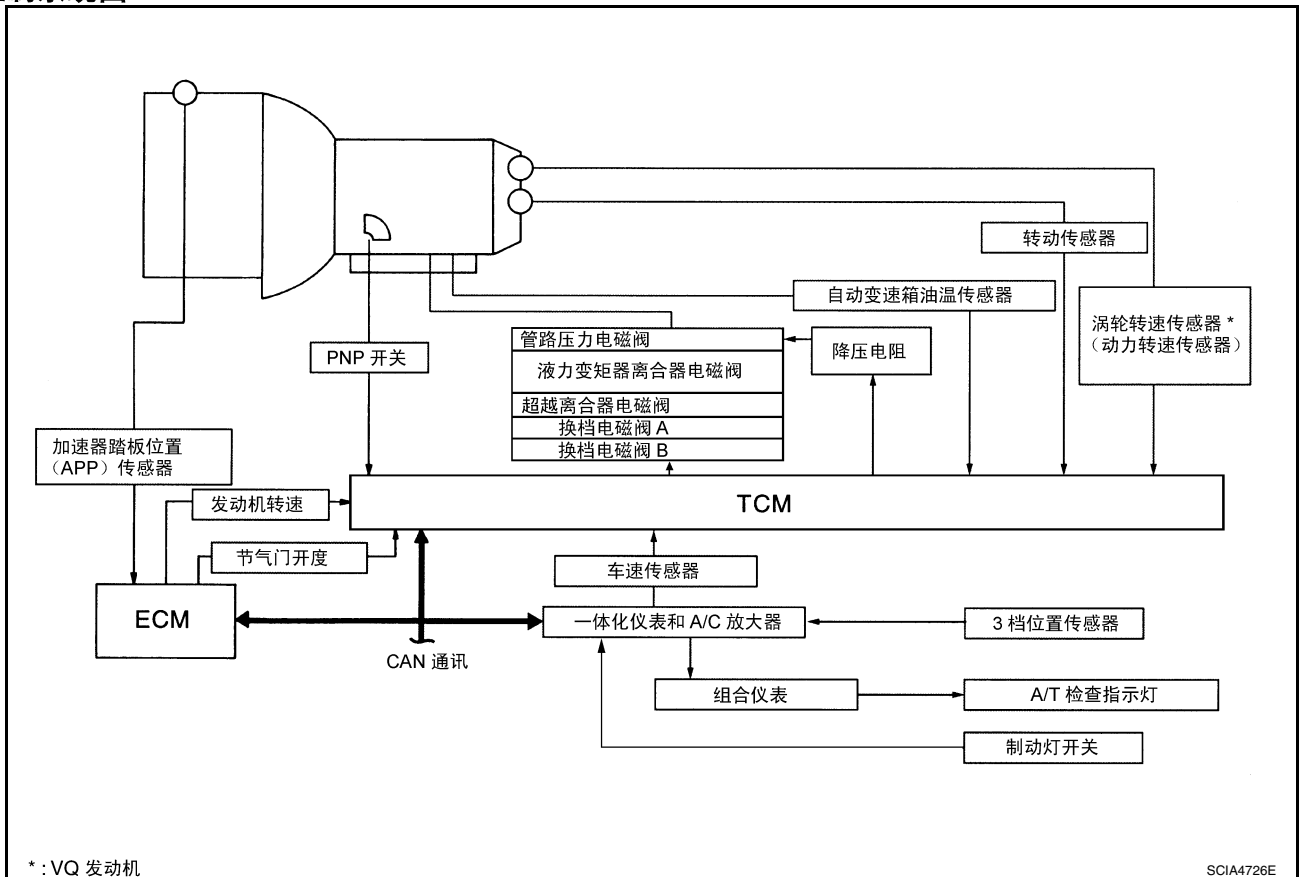 转动传感器
自动变速箱油温传感器
涡轮转速传感器 *
（动力转速传感器）
管路压力电磁阀
降压电阻
PNP 开关
液力变矩器离合器电磁阀
超越离合器电磁阀
换档电磁阀 A
换档电磁阀 B
加速器踏板位置
（APP）传感器
发动机转速
TCM
节气门开度
车速传感器
ECM
一体化仪表和 A/C 放大器
3 档位置传感器
CAN 通讯
组合仪表
A/T 检查指示灯
制动灯开关
* : VQ 发动机
SCIA4726E